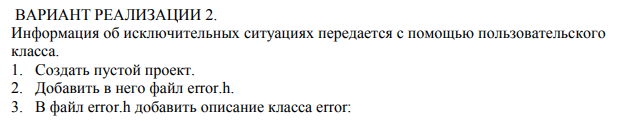 ВАРИАНТ РЕАЛИЗАЦИИ 2.
Информация об исключительных ситуациях передается с помощью пользовательского
класса.
1. Создать пустой проект.
2. Добавить в него файл error.h.
3. В файл error.h добавить описание класса error: